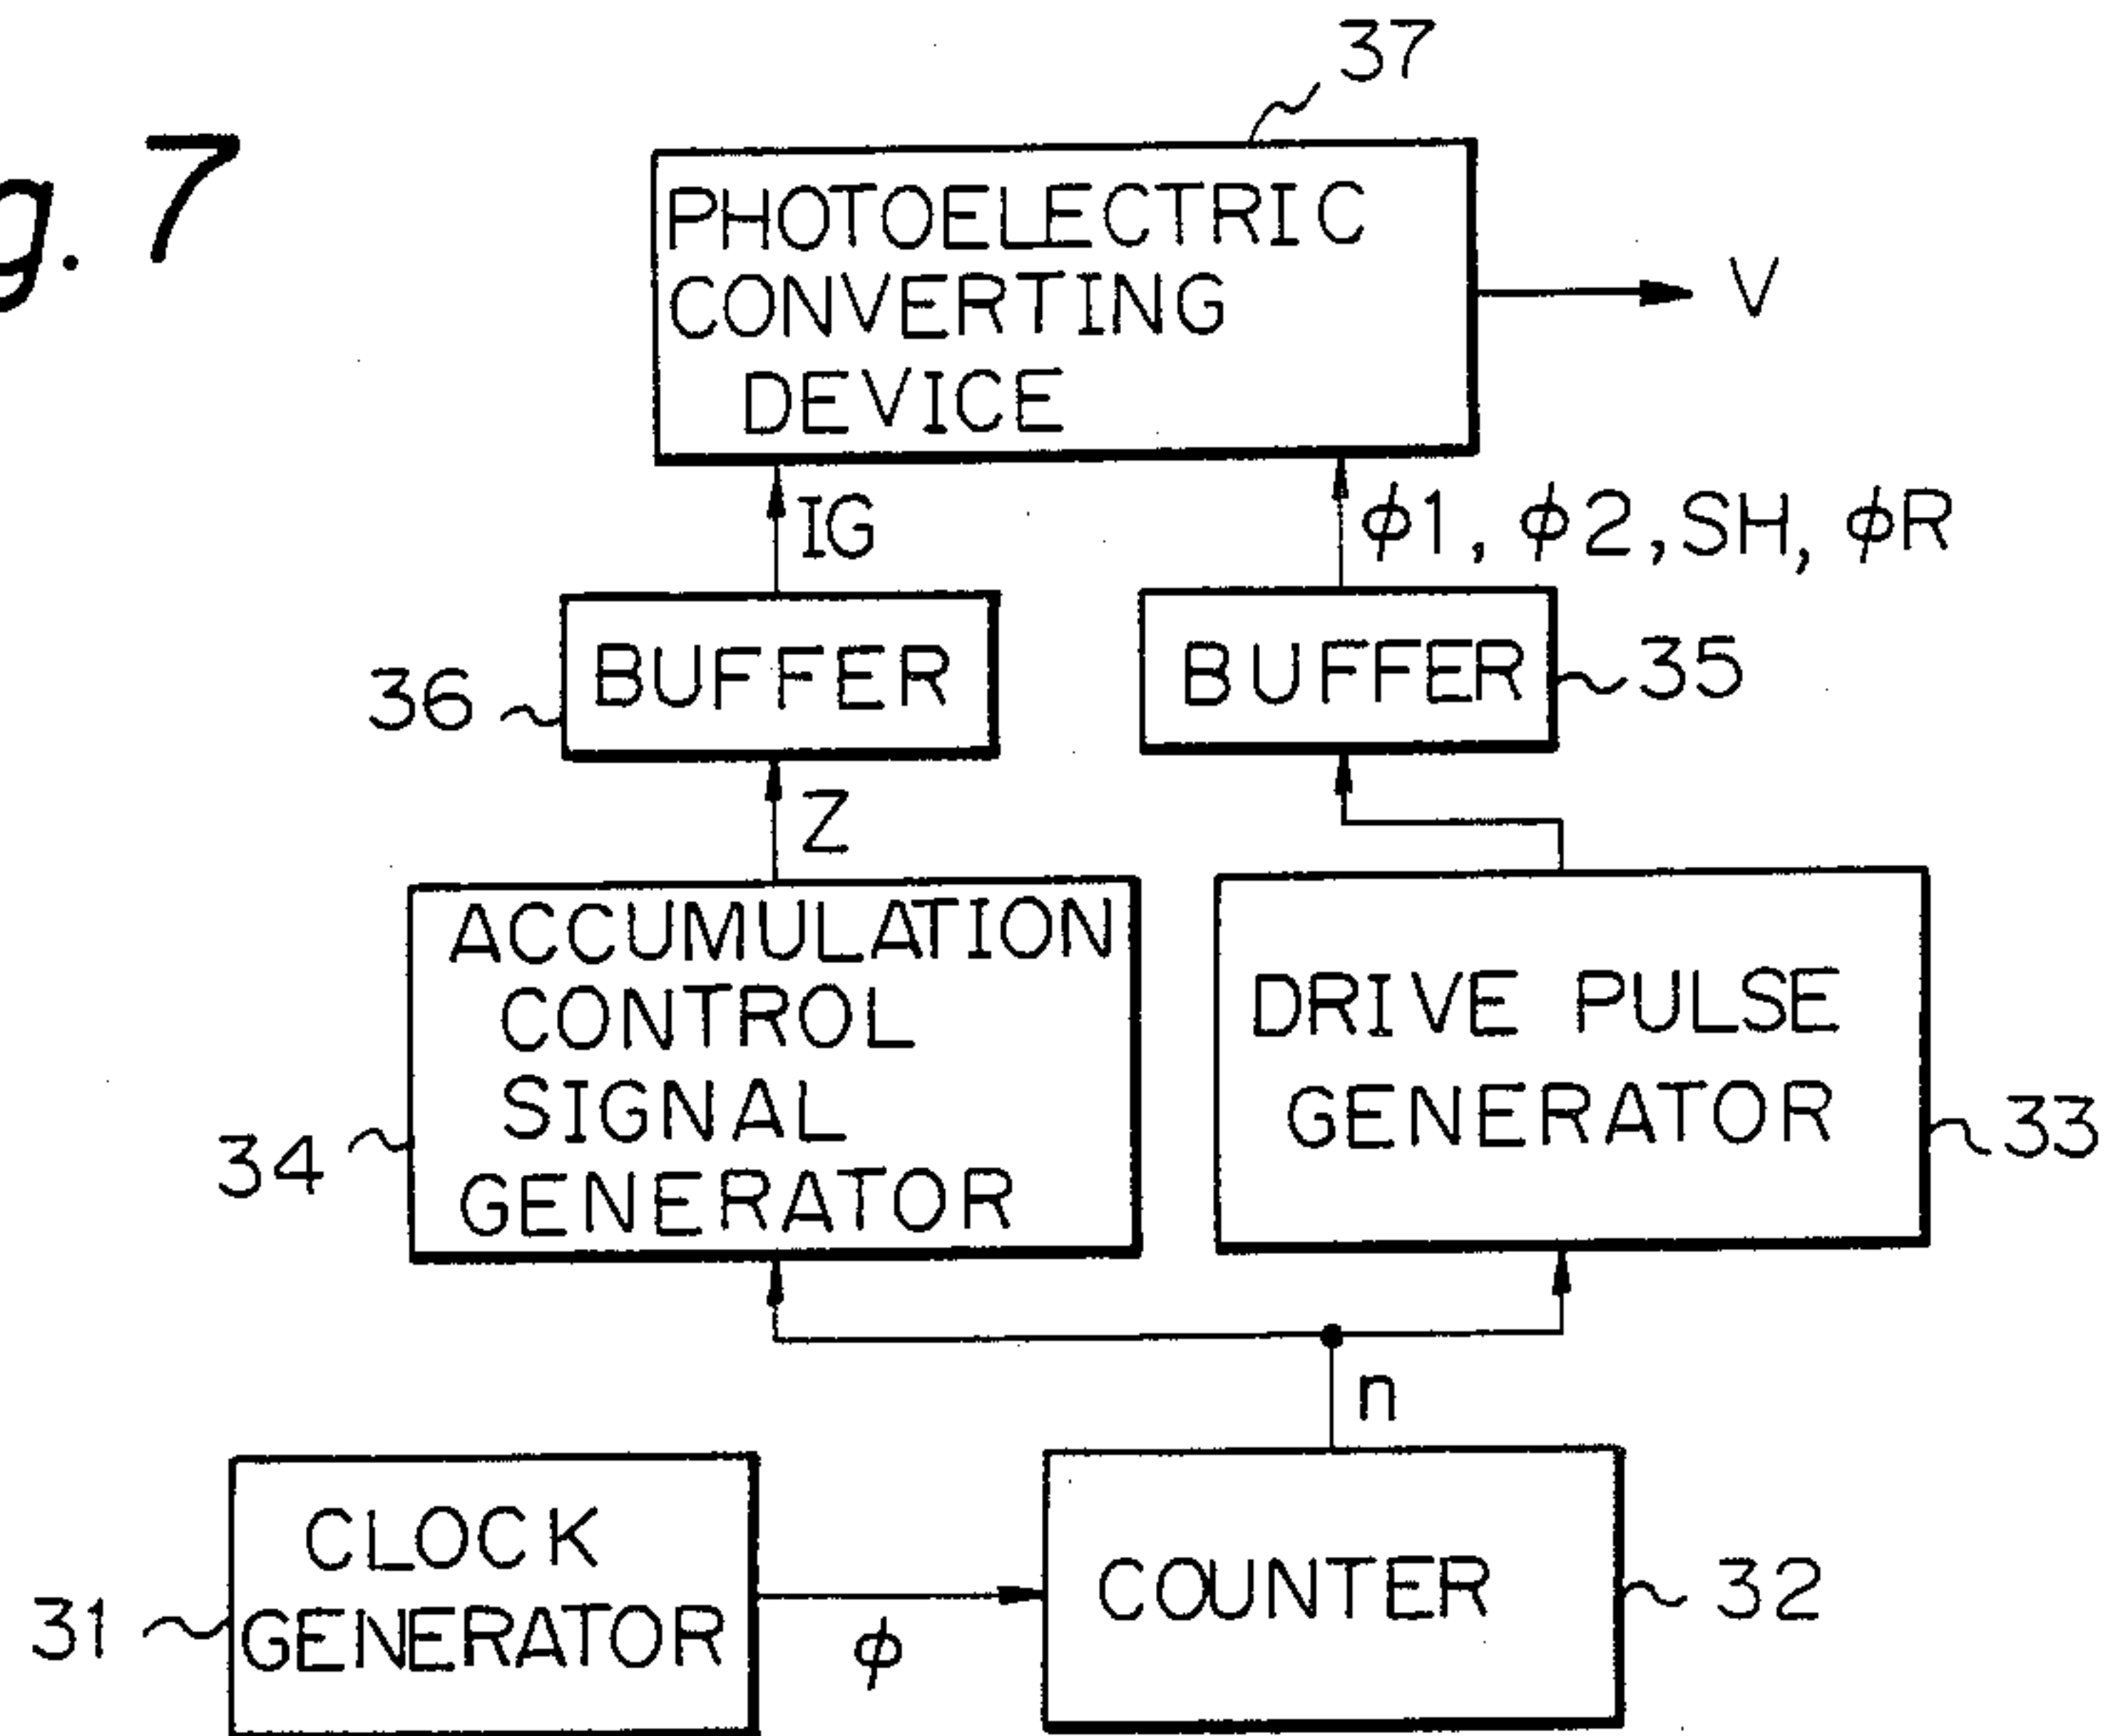 g. 7
37
PHOTOELECTRIC
CONVERTING
DEVICE
V
IG
ϕ1, ϕ2, SH, ϕR
BUFFER
36
BUFFER
35
Z
ACCUMULATION
CONTROL
SIGNAL
GENERATOR
34
DRIVE PULSE
GENERATOR
33
n
CLOCK
GENERATOR
31
ϕ
COUNTER
32